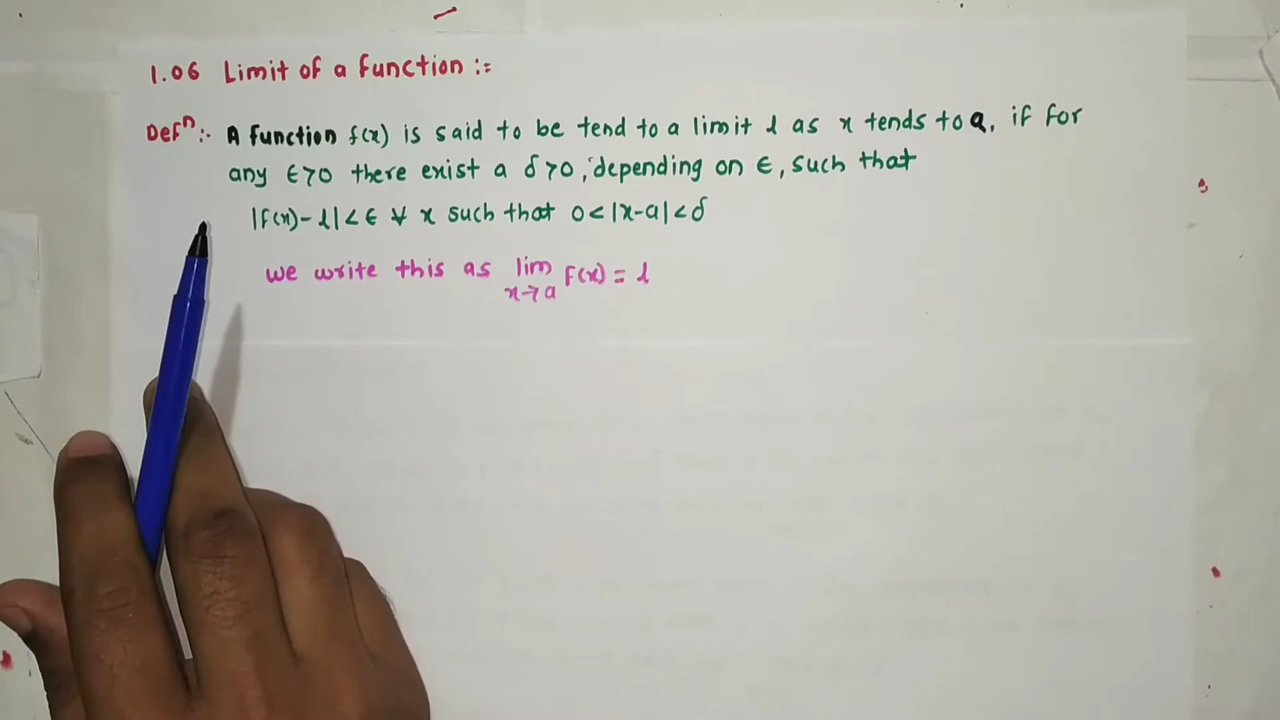 1.06 Limit of a function :=
Defⁿ:- A function f(x) is said to be tend to a limit l as x tends to a, if for
any ϵ>0 there exist a δ>0, depending on ϵ, such that
|f(x)-l|<ϵ ∀ x such that 0<|x-a|<δ
we write this as lim f(x) = l
x→a